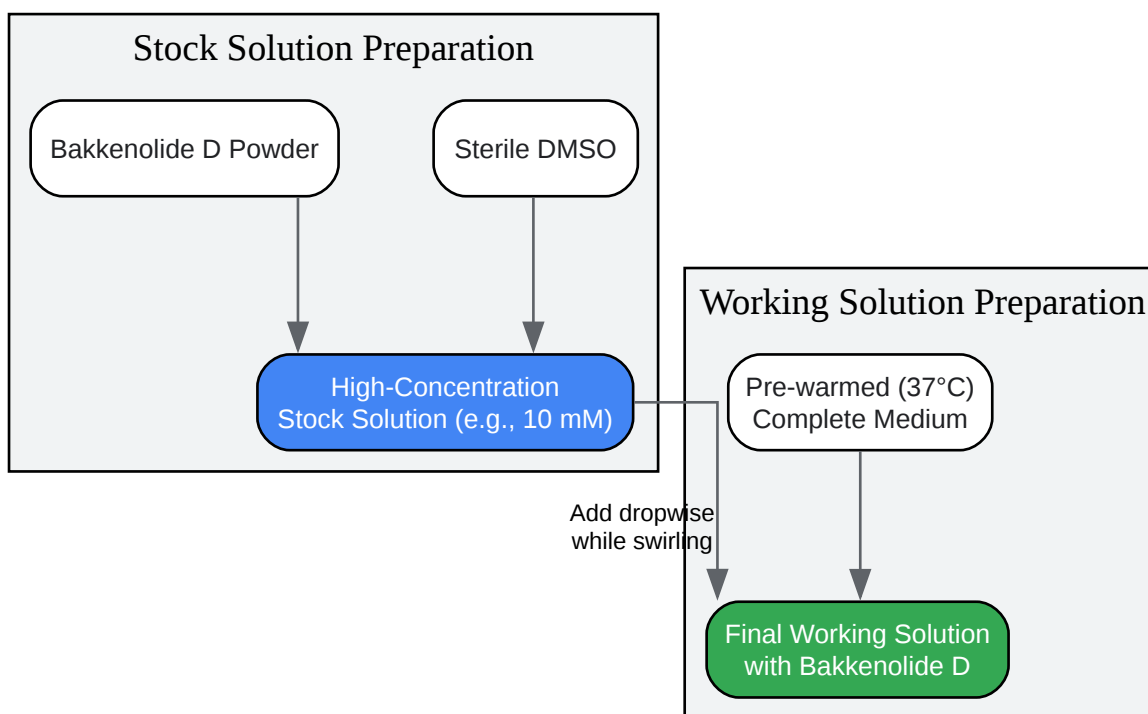 Stock Solution Preparation
Bakkenolide D Powder
Sterile DMSO
High-Concentration
Stock Solution (e.g., 10 mM)
Working Solution Preparation
Pre-warmed (37°C)
Complete Medium
Add dropwise
while swirling
Final Working Solution
with Bakkenolide D